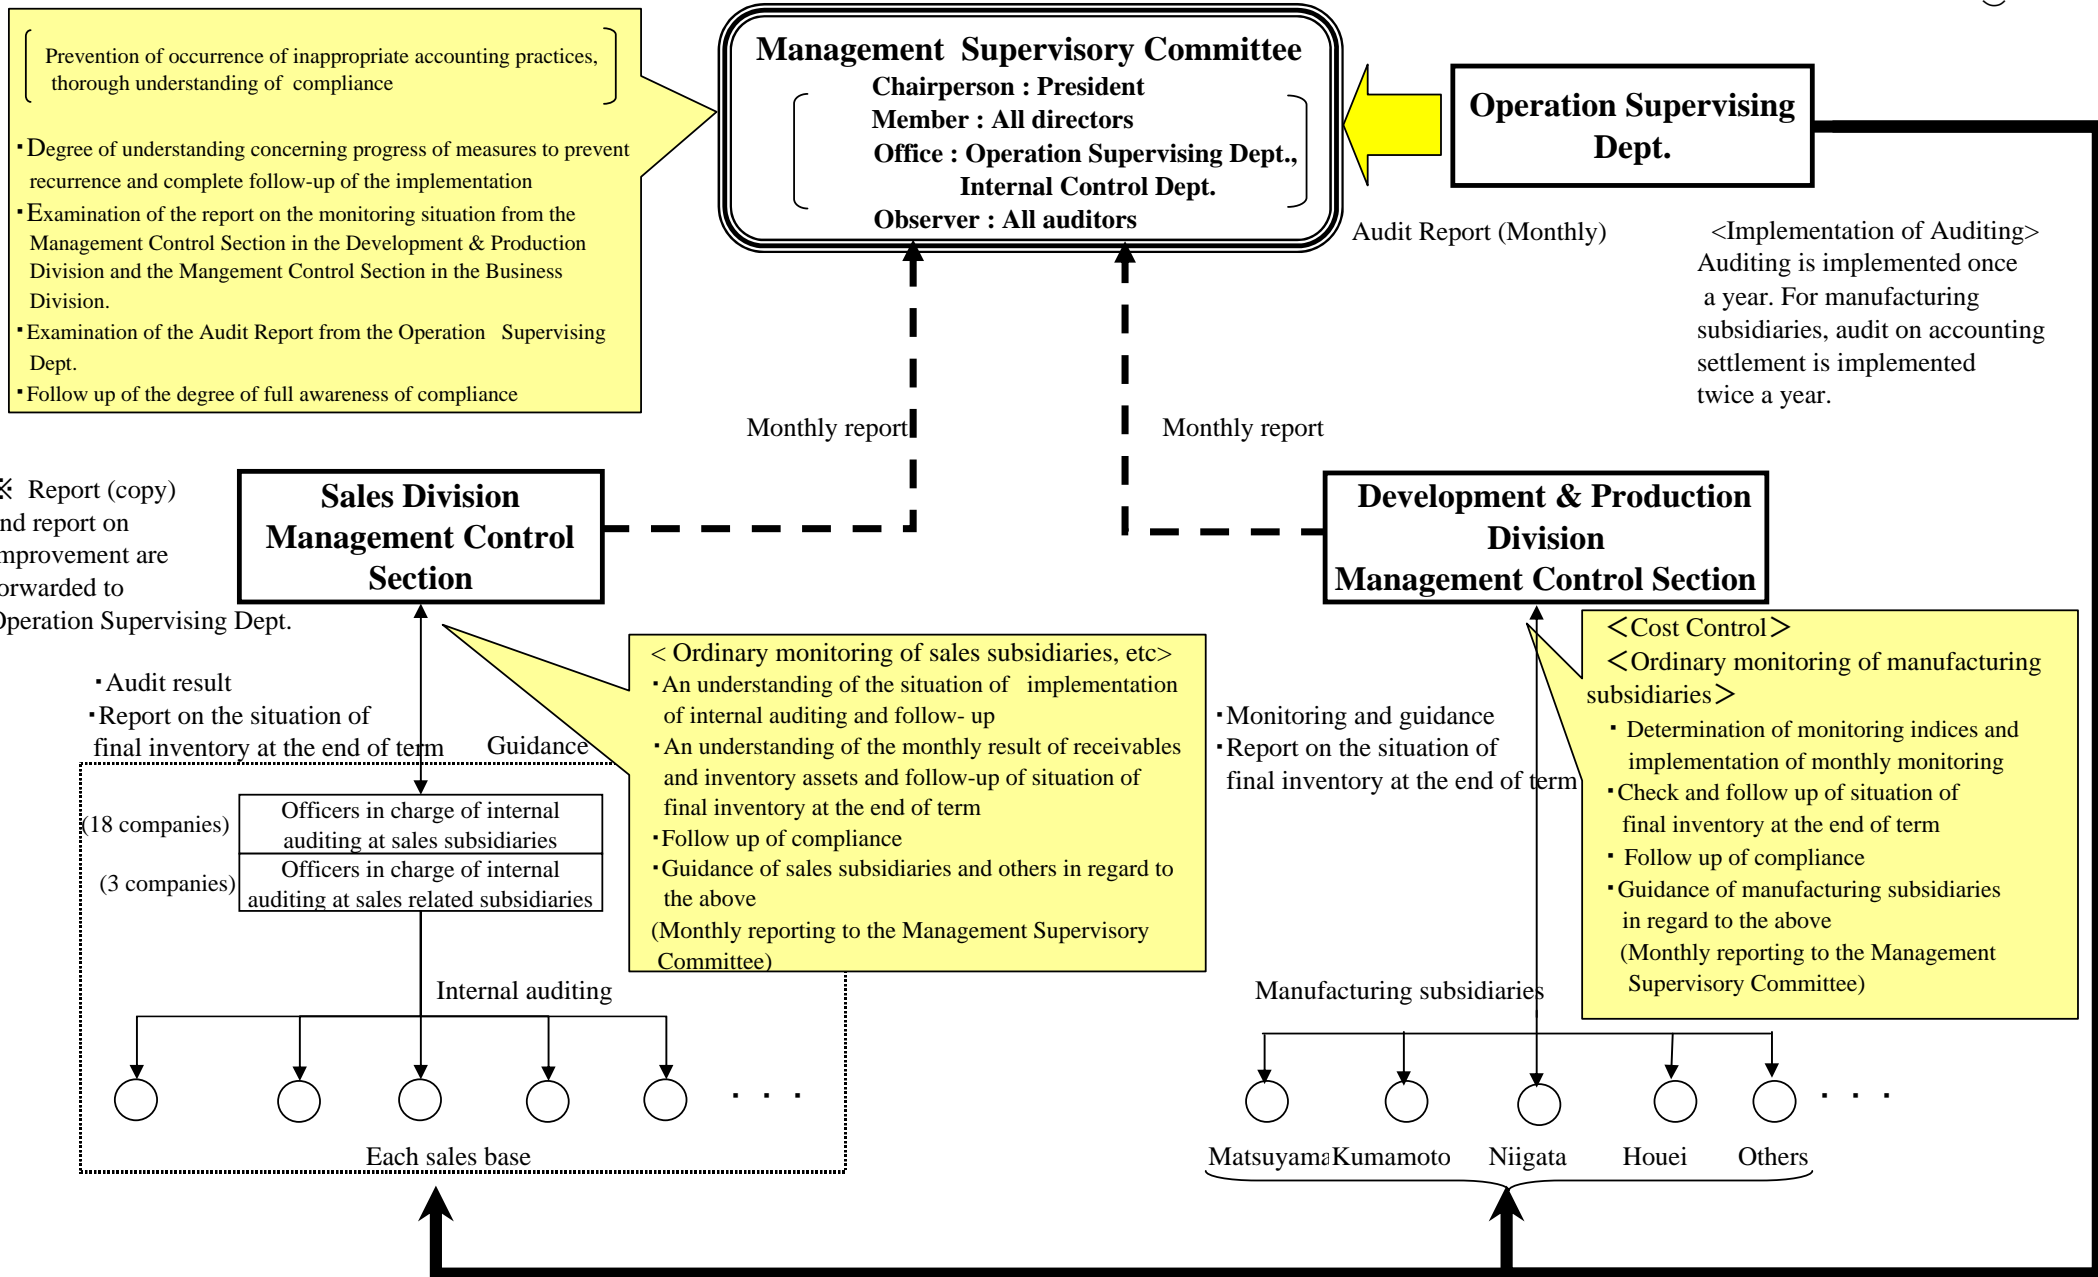 Prevention of occurrence of inappropriate accounting practices,
thorough understanding of compliance
・Degree of understanding concerning progress of measures to prevent
recurrence and complete follow-up of the implementation
・Examination of the report on the monitoring situation from the
Management Control Section in the Development & Production
Division and the Mangement Control Section in the Business
Division.
・Examination of the Audit Report from the Operation Supervising
Dept.
・Follow up of the degree of full awareness of compliance
Management Supervisory Committee
Chairperson : President
Member : All directors
Office : Operation Supervising Dept.,
Internal Control Dept.
Observer : All auditors
Operation Supervising
Dept.
Audit Report (Monthly)
<Implementation of Auditing>
Auditing is implemented once
a year. For manufacturing
subsidiaries, audit on accounting
settlement is implemented
twice a year.
Monthly report
Monthly report
※ Report (copy)
nd report on
mprovement are
orwarded to
Operation Supervising Dept.
Sales Division
Management Control
Section
Development & Production
Division
Management Control Section
・Audit result
・Report on the situation of
final inventory at the end of term
Guidance
< Ordinary monitoring of sales subsidiaries, etc>
・An understanding of the situation of implementation
of internal auditing and follow- up
・An understanding of the monthly result of receivables
and inventory assets and follow-up of situation of
final inventory at the end of term
・Follow up of compliance
・Guidance of sales subsidiaries and others in regard to
the above
(Monthly reporting to the Management Supervisory
Committee)
・Monitoring and guidance
・Report on the situation of
final inventory at the end of term
＜Cost Control＞
＜Ordinary monitoring of manufacturing
subsidiaries＞
・ Determination of monitoring indices and
implementation of monthly monitoring
・Check and follow up of situation of
final inventory at the end of term
・ Follow up of compliance
・Guidance of manufacturing subsidiaries
in regard to the above
(Monthly reporting to the Management
Supervisory Committee)
(18 companies)
Officers in charge of internal
auditing at sales subsidiaries
(3 companies)
Officers in charge of internal
auditing at sales related subsidiaries
Internal auditing
Manufacturing subsidiaries
・・・
・・・
Each sales base
Matsuyama
Kumamoto
Niigata
Houei
Others